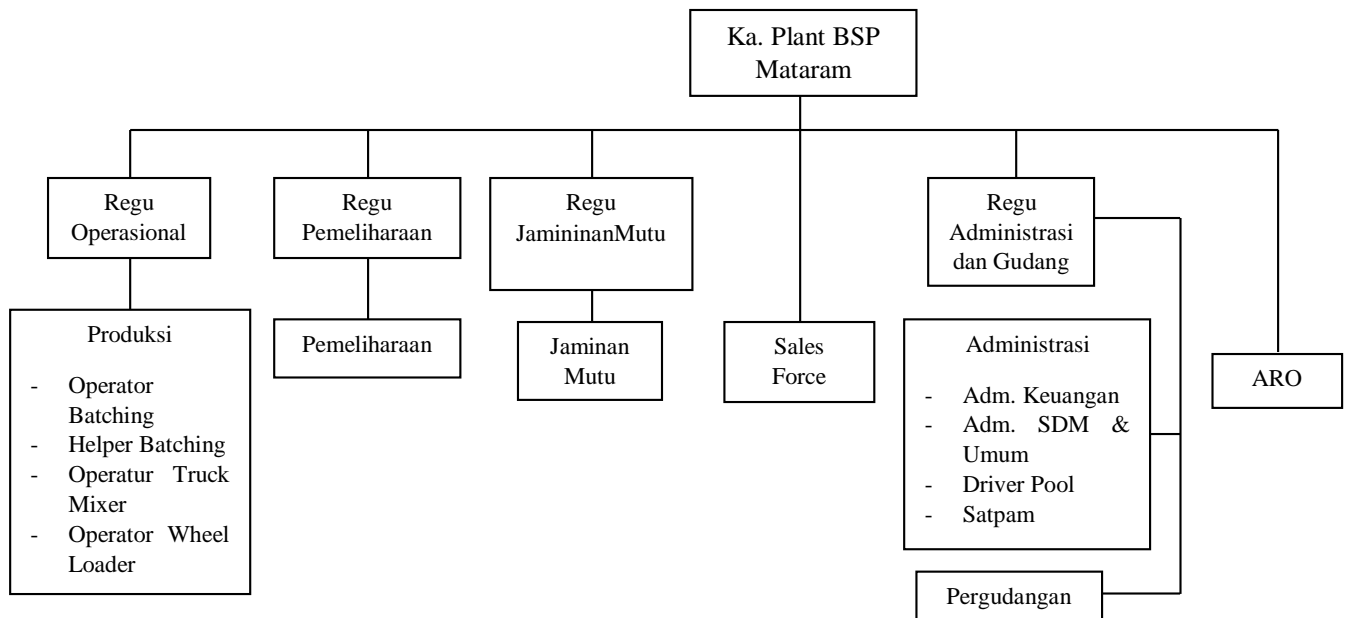 Ka. Plant BSP
Mataram
Regu
Operasional
Regu
Pemeliharaan
Regu
JamininanMutu
Regu
Administrasi
dan Gudang
Produksi
- Operator
Batching
- Helper Batching
- Operatur Truck
Mixer
- Operator Wheel
Loader
Pemeliharaan
Jaminan
Mutu
Sales
Force
Administrasi
- Adm. Keuangan
- Adm. SDM &
Umum
- Driver Pool
- Satpam
ARO
Pergudangan